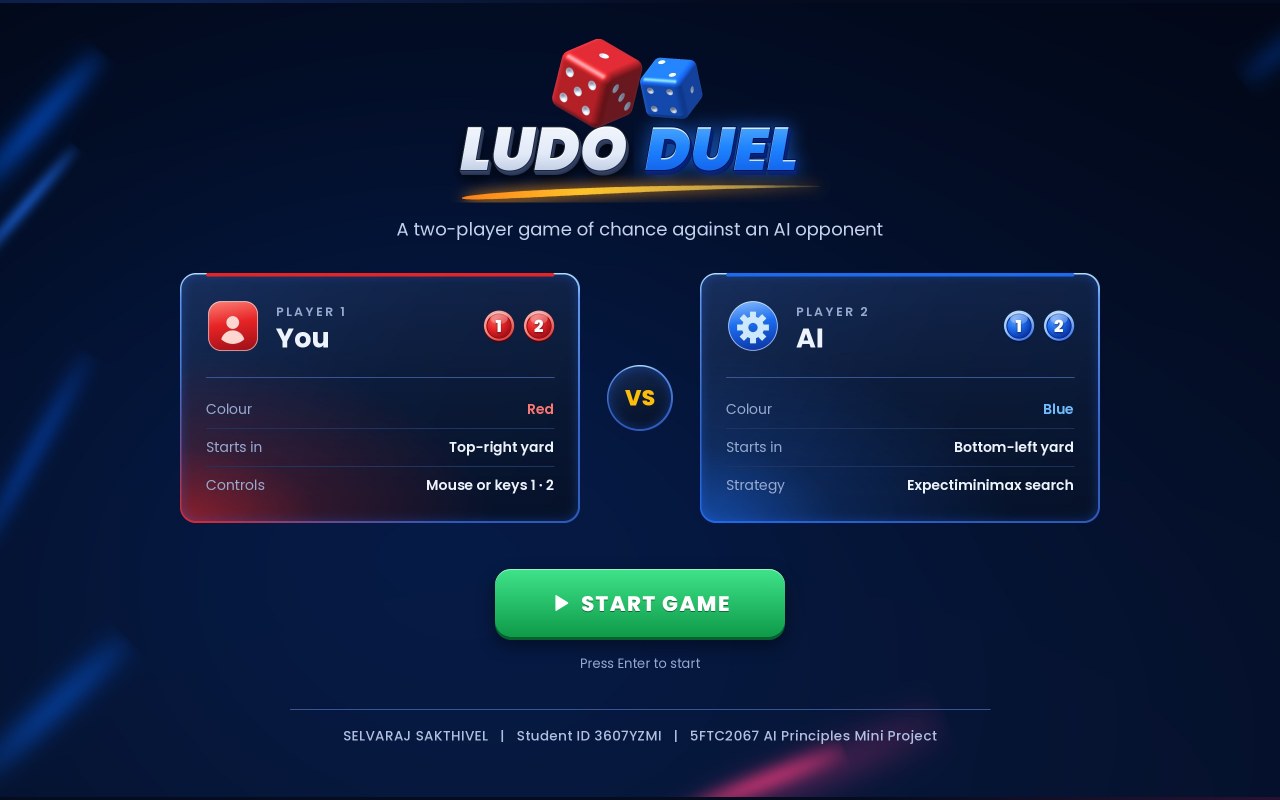 LUDO DUEL
A two-player game of chance against an AI opponent
PLAYER 1
You
1 2
Colour Red
Starts in Top-right yard
Controls Mouse or keys 1 · 2
VS
PLAYER 2
AI
1 2
Colour Blue
Starts in Bottom-left yard
Strategy Expectiminimax search
START GAME
Press Enter to start
SELVARAJ SAKTHIVEL | Student ID 3607YZMI | 5FTC2067 AI Principles Mini Project